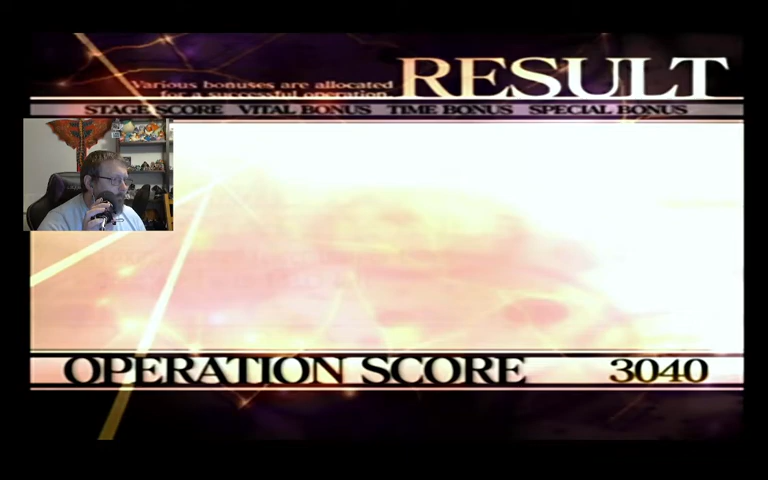 Various bonuses are allocated
for a successful operation.
RESULT
STAGE SCORE VITAL BONUS TIME BONUS SPECIAL BONUS
OPERATION SCORE 3040